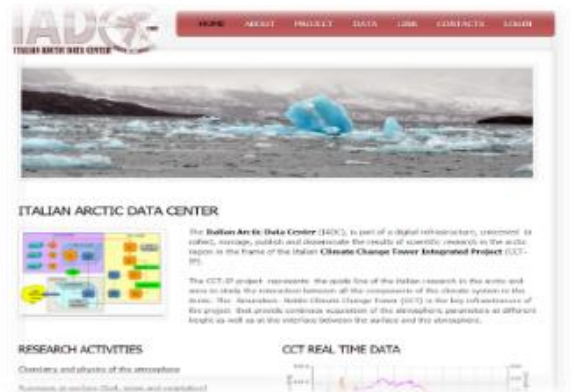 IADC
ITALIAN ARCTIC DATA CENTER
HOME ABOUT PROJECT DATA LINK CONTACTS LOGIN
ITALIAN ARCTIC DATA CENTER
The Italian Arctic Data Center (IADC), is part of a digital infrastructure, conceived to
collect, manage, publish and disseminate the results of scientific research in the arctic
region in the frame of the Italian Climate Change Tower Integrated Project (CCT-
IP).
The CCT-IP project represents the guide line of the Italian research in the arctic and
aims to study the interaction between all the components of the climate system in the
Arctic. The Amundsen - Nobile Climate Change Tower (CCT) is the key infrastructure of
the project that provide continuos acquisition of the atmospheric parameters at different
height as well as at the interface between the surface and the atmosphere.
RESEARCH ACTIVITIES
Chemistry and physics of the atmosphere
CCT REAL TIME DATA